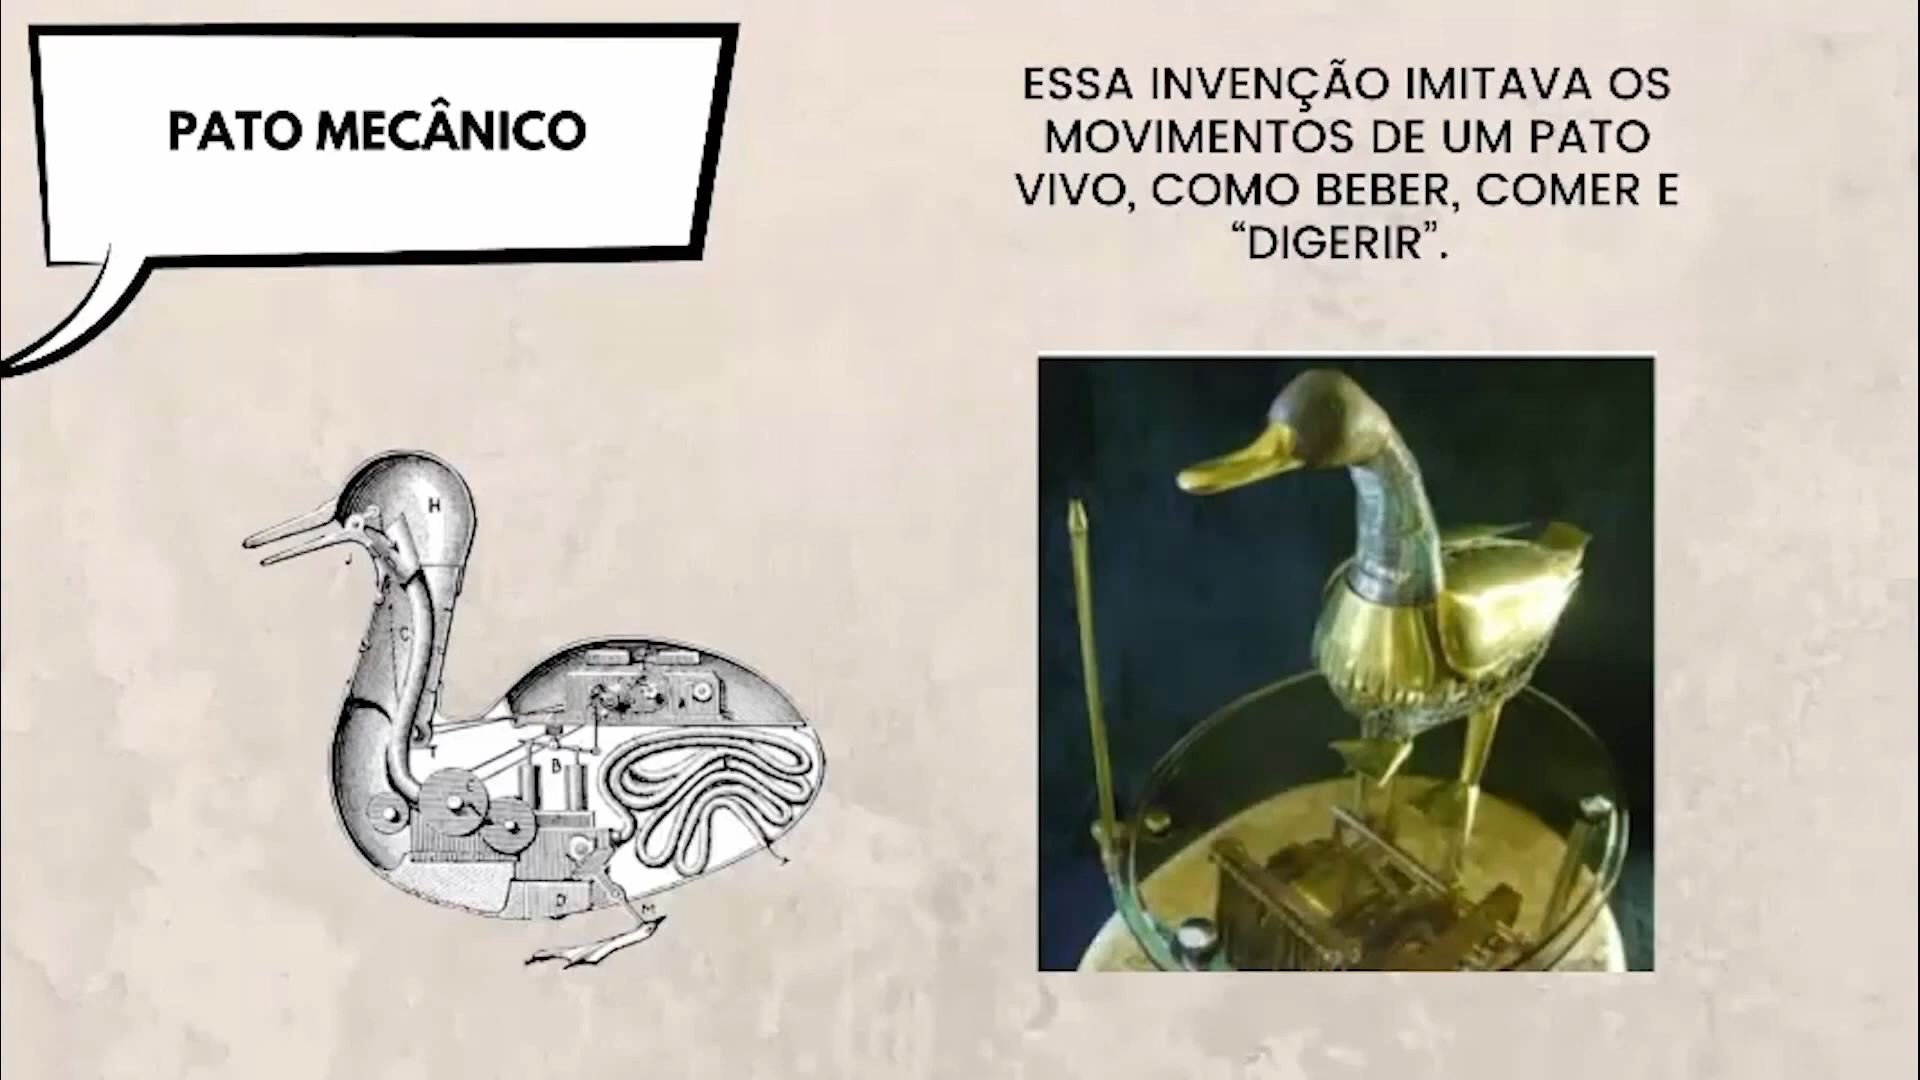 PATO MECÂNICO
ESSA INVENÇÃO IMITAVA OS
MOVIMENTOS DE UM PATO
VIVO, COMO BEBER, COMER E
“DIGERIR”.
H
J
C
T
A
B
C
D
M